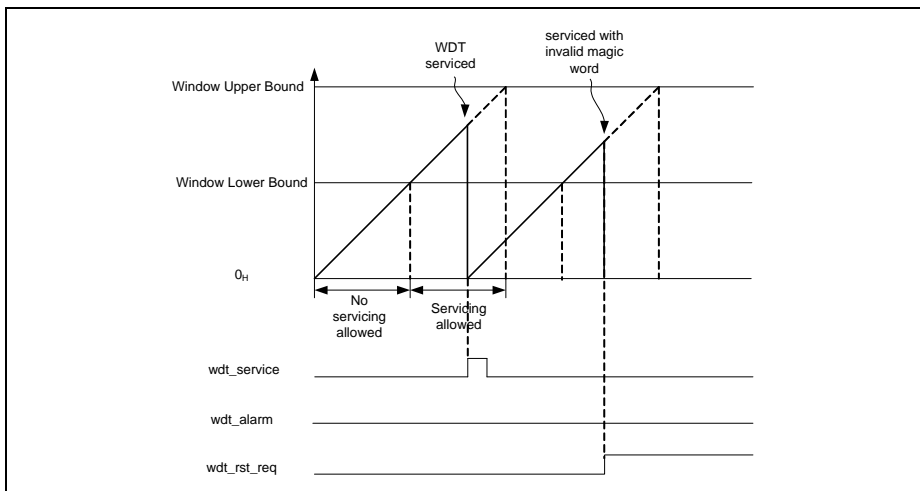 WDT
serviced
serviced with
invalid magic
word
Window Upper Bound
Window Lower Bound
0H
No
servicing
allowed
Servicing
allowed
wdt_service
wdt_alarm
wdt_rst_req